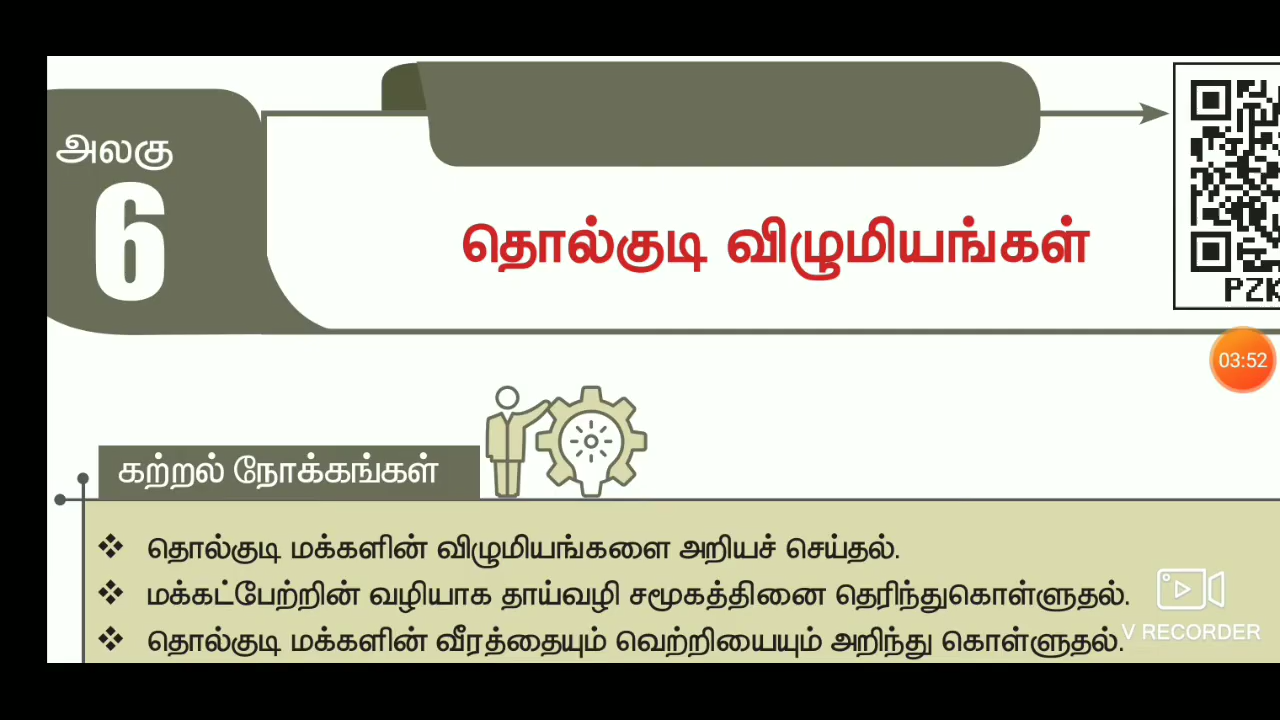 அலகு
6
தொல்குடி விழுமியங்கள்
PZK
03:52
கற்றல் நோக்கங்கள்
❖ தொல்குடி மக்களின் விழுமியங்களை அறியச் செய்தல்.
❖ மக்கட்பேற்றின் வழியாக தாய்வழி சமூகத்தினை தெரிந்துகொள்ளுதல்.
❖ தொல்குடி மக்களின் வீரத்தையும் வெற்றியையும் அறிந்து கொள்ளுதல்.
V RECORDER